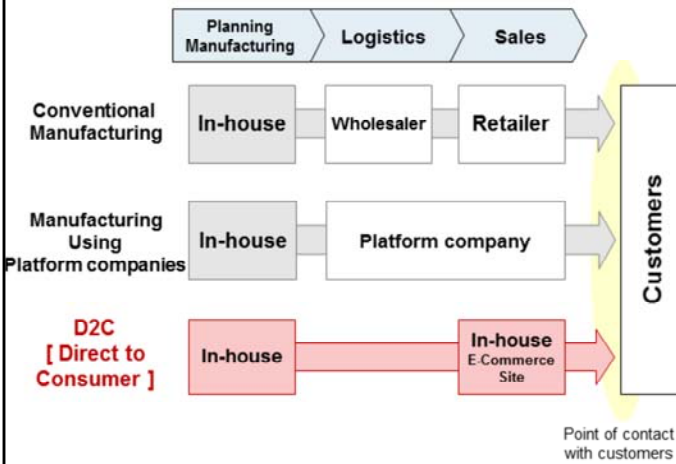 Planning
Manufacturing
Logistics
Sales
Conventional
Manufacturing
In-house
Wholesaler
Retailer
Manufacturing
Using
Platform companies
In-house
Platform company
D2C
[ Direct to
Consumer ]
In-house
In-house
E-Commerce
Site
Customers
Point of contact
with customers